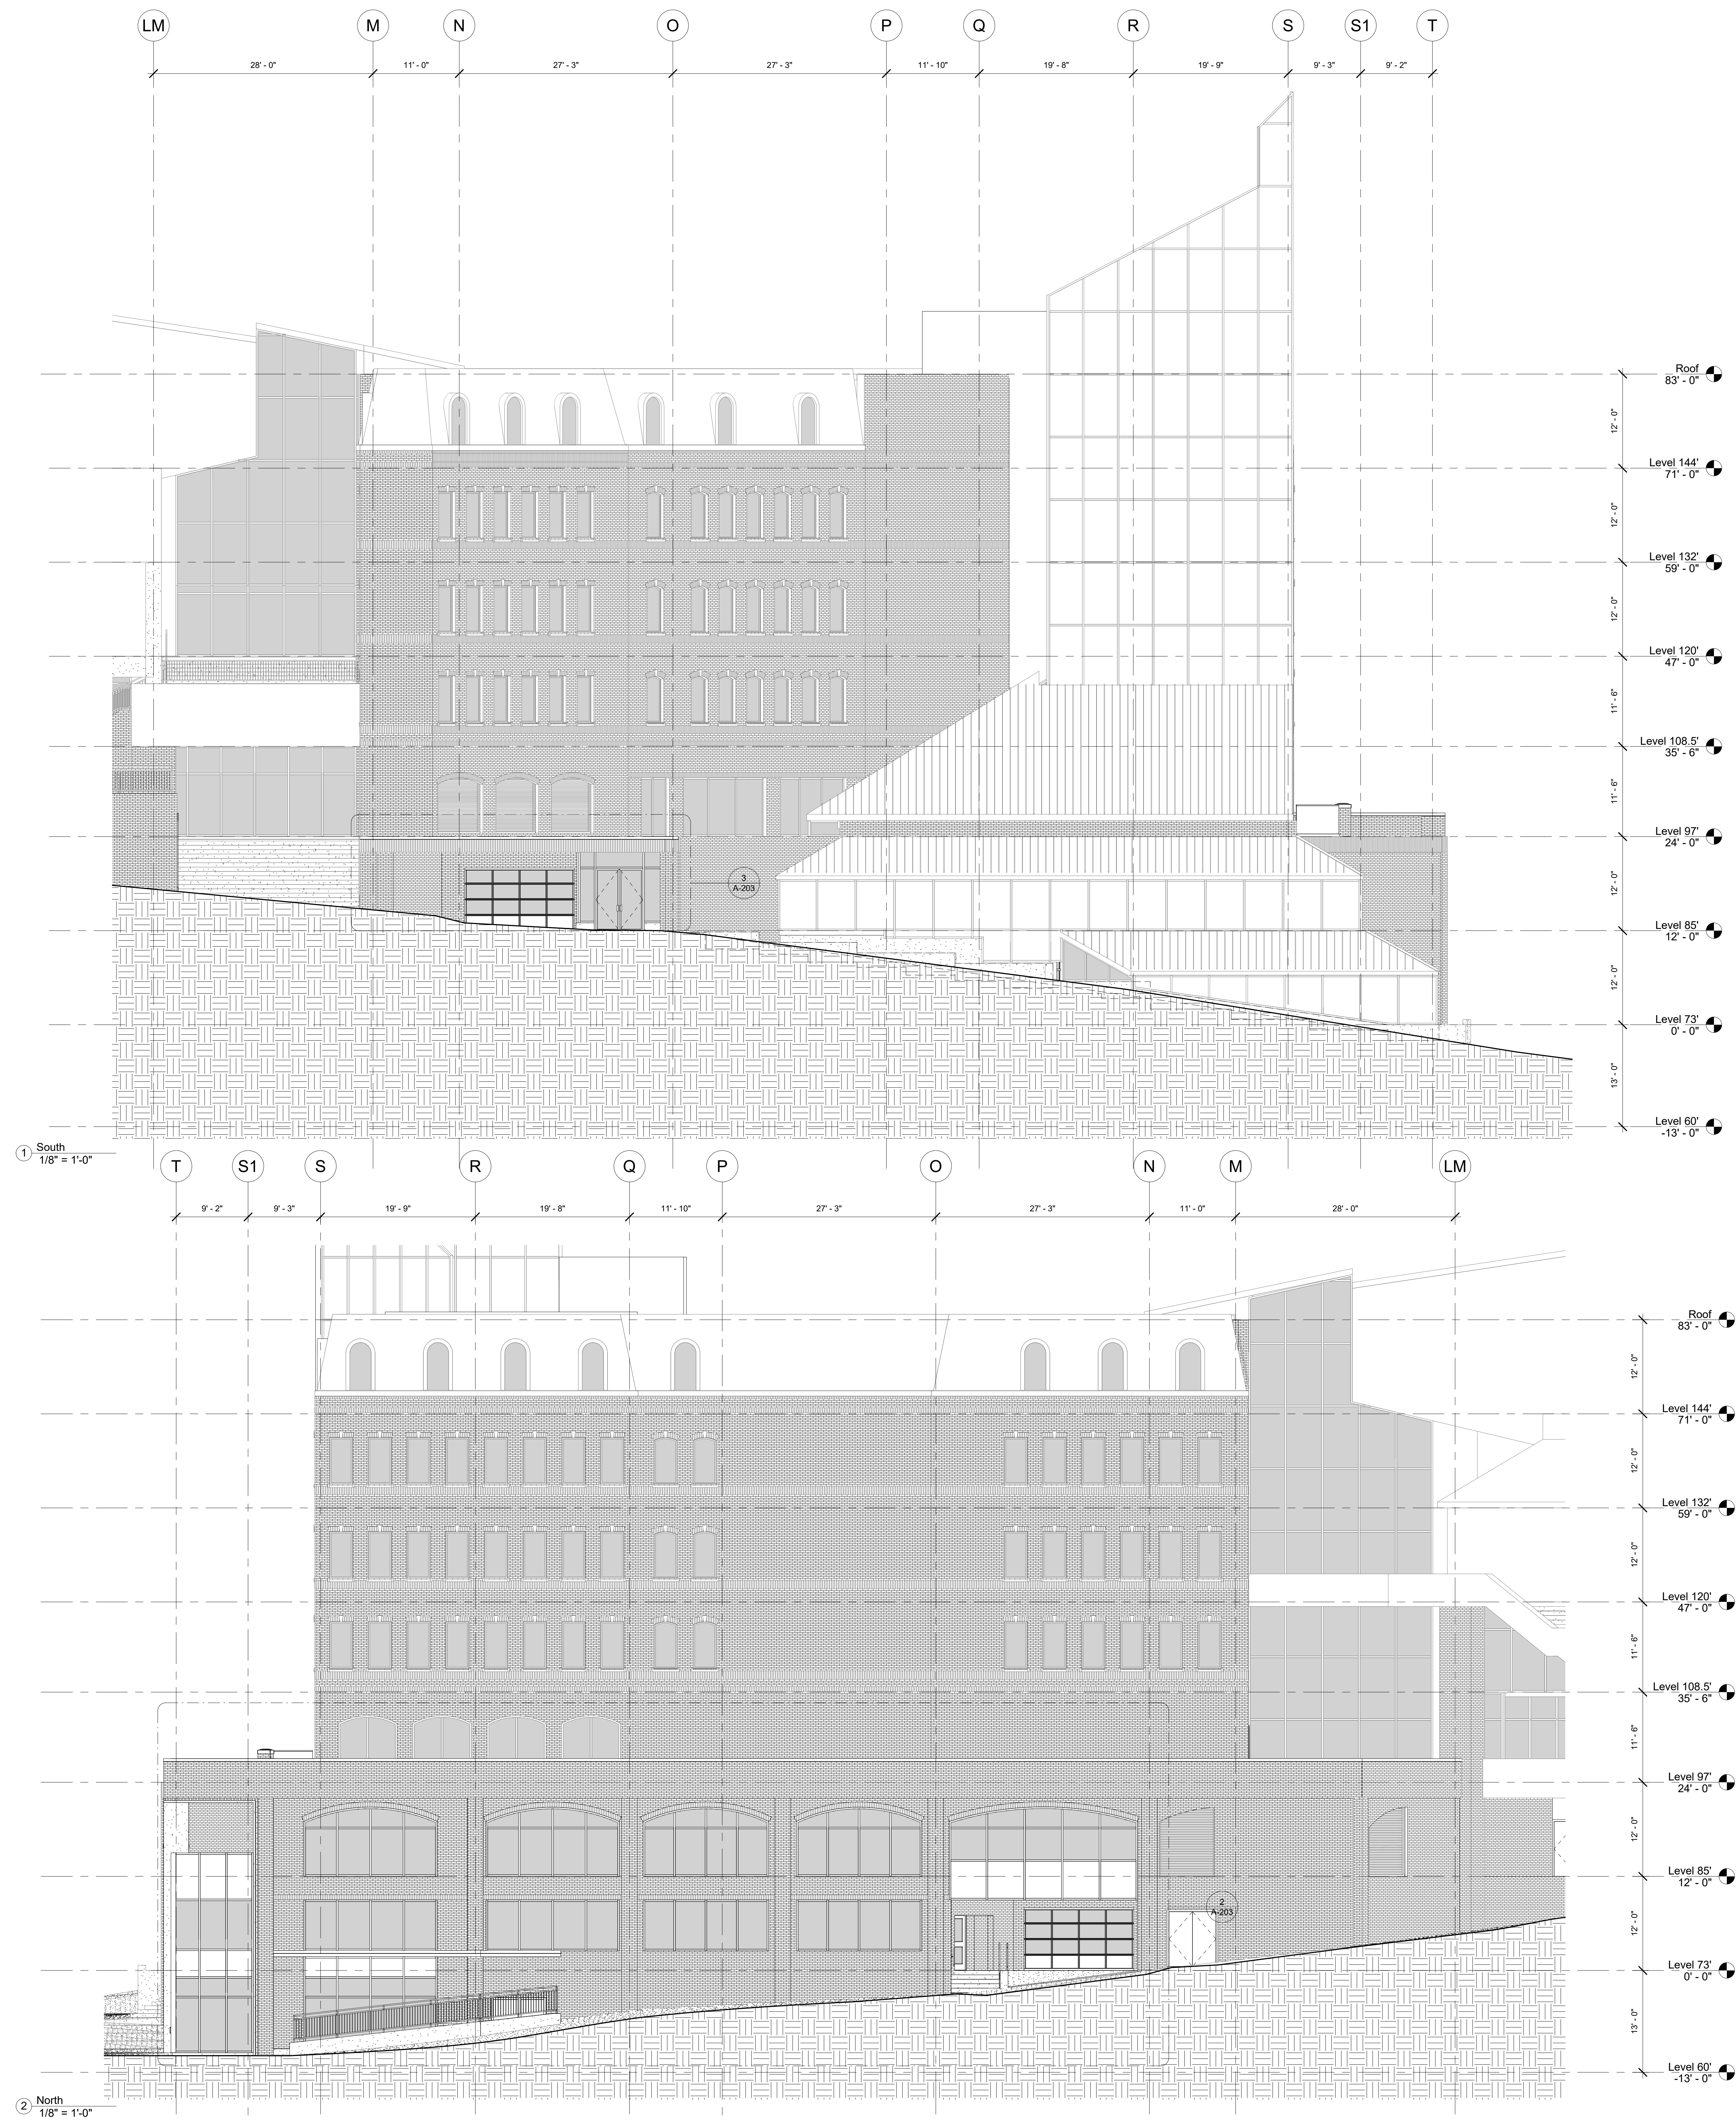 LM M N O P Q R S S1 T
28' - 0" 11' - 0" 27' - 3" 27' - 3" 11' - 10" 19' - 8" 19' - 9" 9' - 3" 9' - 2"
Roof
83' - 0"
12' - 0"
Level 144'
71' - 0"
12' - 0"
Level 132'
59' - 0"
12' - 0"
Level 120'
47' - 0"
11' - 6"
Level 108.5'
35' - 6"
11' - 6"
Level 97'
24' - 0"
3
A-203
12' - 0"
Level 85'
12' - 0"
12' - 0"
Level 73'
0' - 0"
13' - 0"
Level 60'
-13' - 0"
1 South
1/8" = 1'-0"
T S1 S R Q P O N M LM
9' - 2" 9' - 3" 19' - 9" 19' - 8" 11' - 10" 27' - 3" 27' - 3" 11' - 0" 28' - 0"
Roof
83' - 0"
12' - 0"
Level 144'
71' - 0"
12' - 0"
Level 132'
59' - 0"
12' - 0"
Level 120'
47' - 0"
11' - 6"
Level 108.5'
35' - 6"
11' - 6"
Level 97'
24' - 0"
12' - 0"
Level 85'
12' - 0"
2
A-203
12' - 0"
Level 73'
0' - 0"
13' - 0"
Level 60'
-13' - 0"
2 North
1/8" = 1'-0"